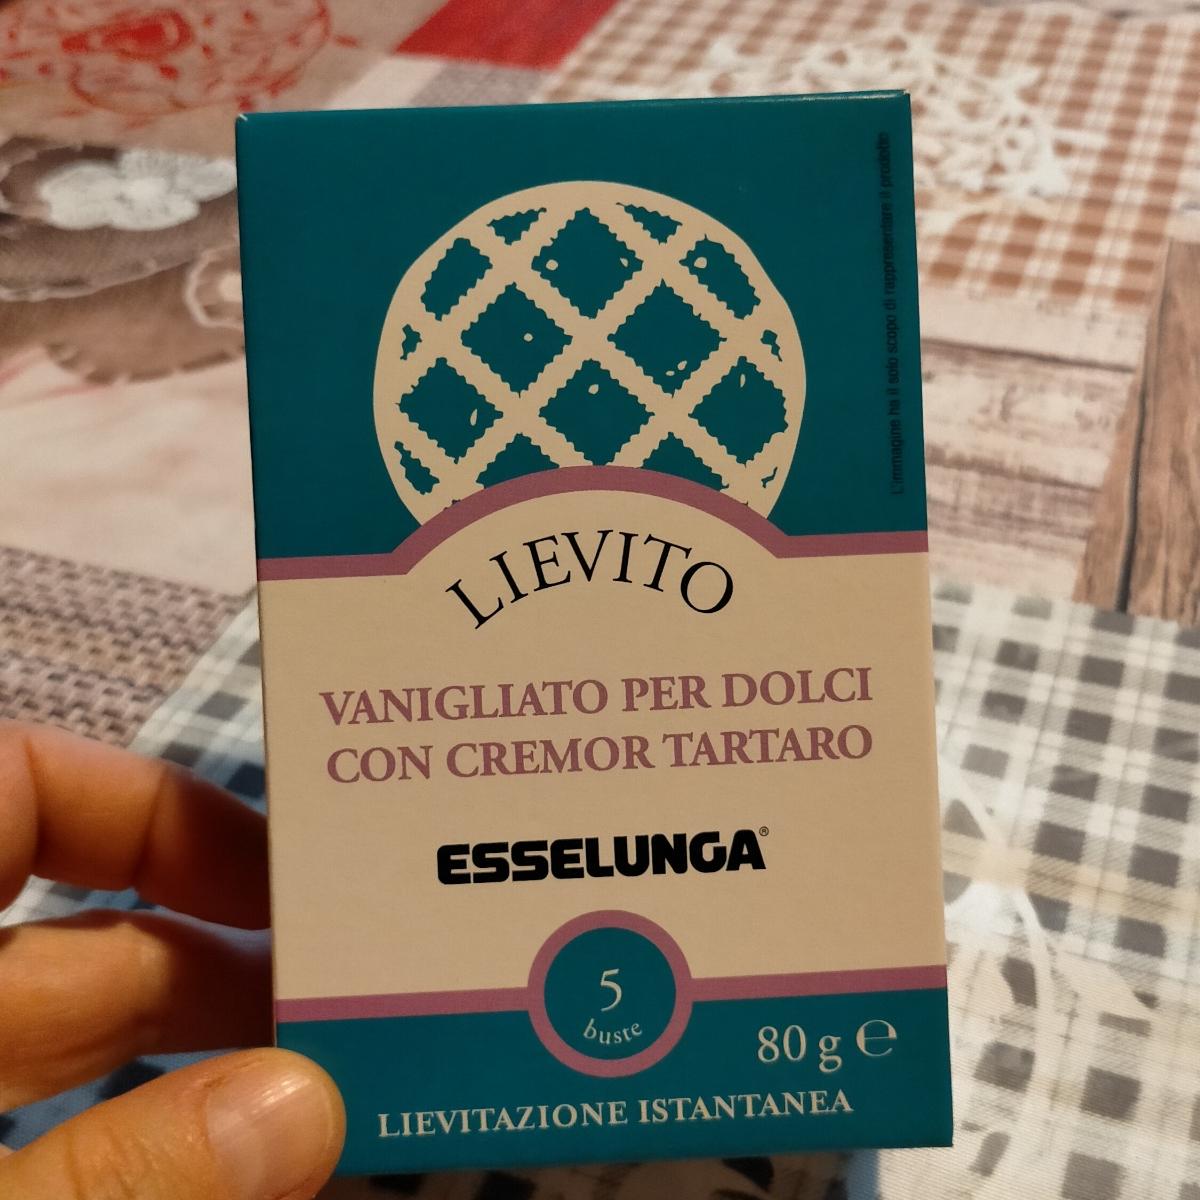 L'immagine ha il solo scopo di rappresentare il prodotto
LIEVITO
VANIGLIATO PER DOLCI
CON CREMOR TARTARO
ESSELUNGA®
5
buste
80 g ℮
LIEVITAZIONE ISTANTANEA